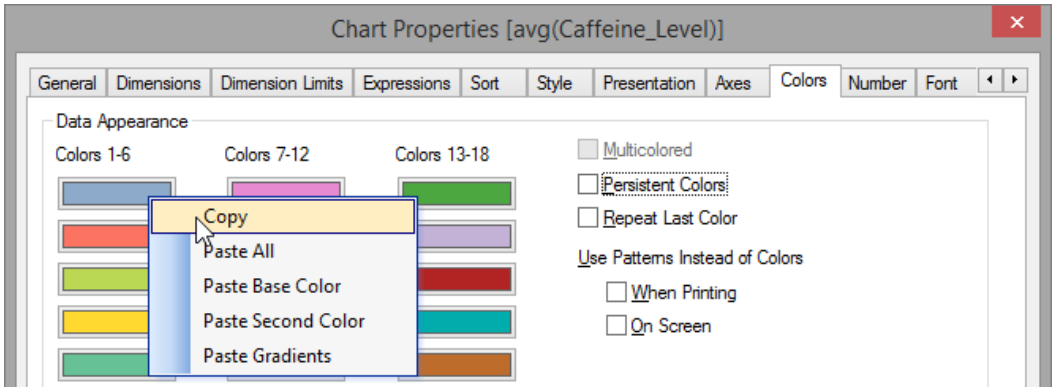 Chart Properties [avg(Caffeine_Level)]
General Dimensions Dimension Limits Expressions Sort Style Presentation Axes Colors Number Font
Data Appearance
Colors 1-6 Colors 7-12 Colors 13-18
Multicolored
Persistent Colors
Repeat Last Color
Use Patterns Instead of Colors
When Printing
On Screen
Copy
Paste All
Paste Base Color
Paste Second Color
Paste Gradients